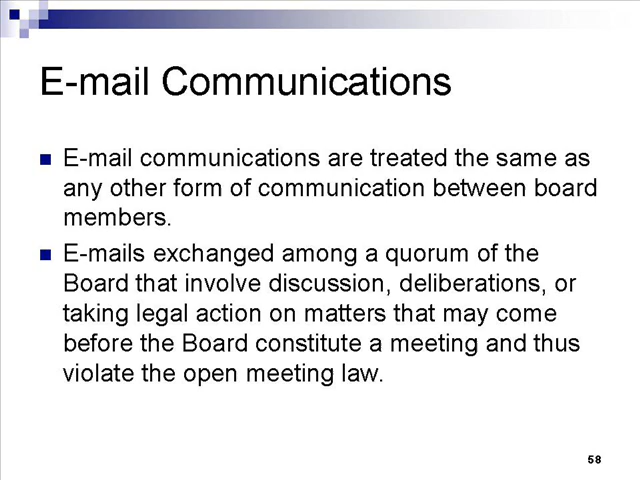 E-mail Communications
E-mail communications are treated the same as
any other form of communication between board
members.
E-mails exchanged among a quorum of the
Board that involve discussion, deliberations, or
taking legal action on matters that may come
before the Board constitute a meeting and thus
violate the open meeting law.
58